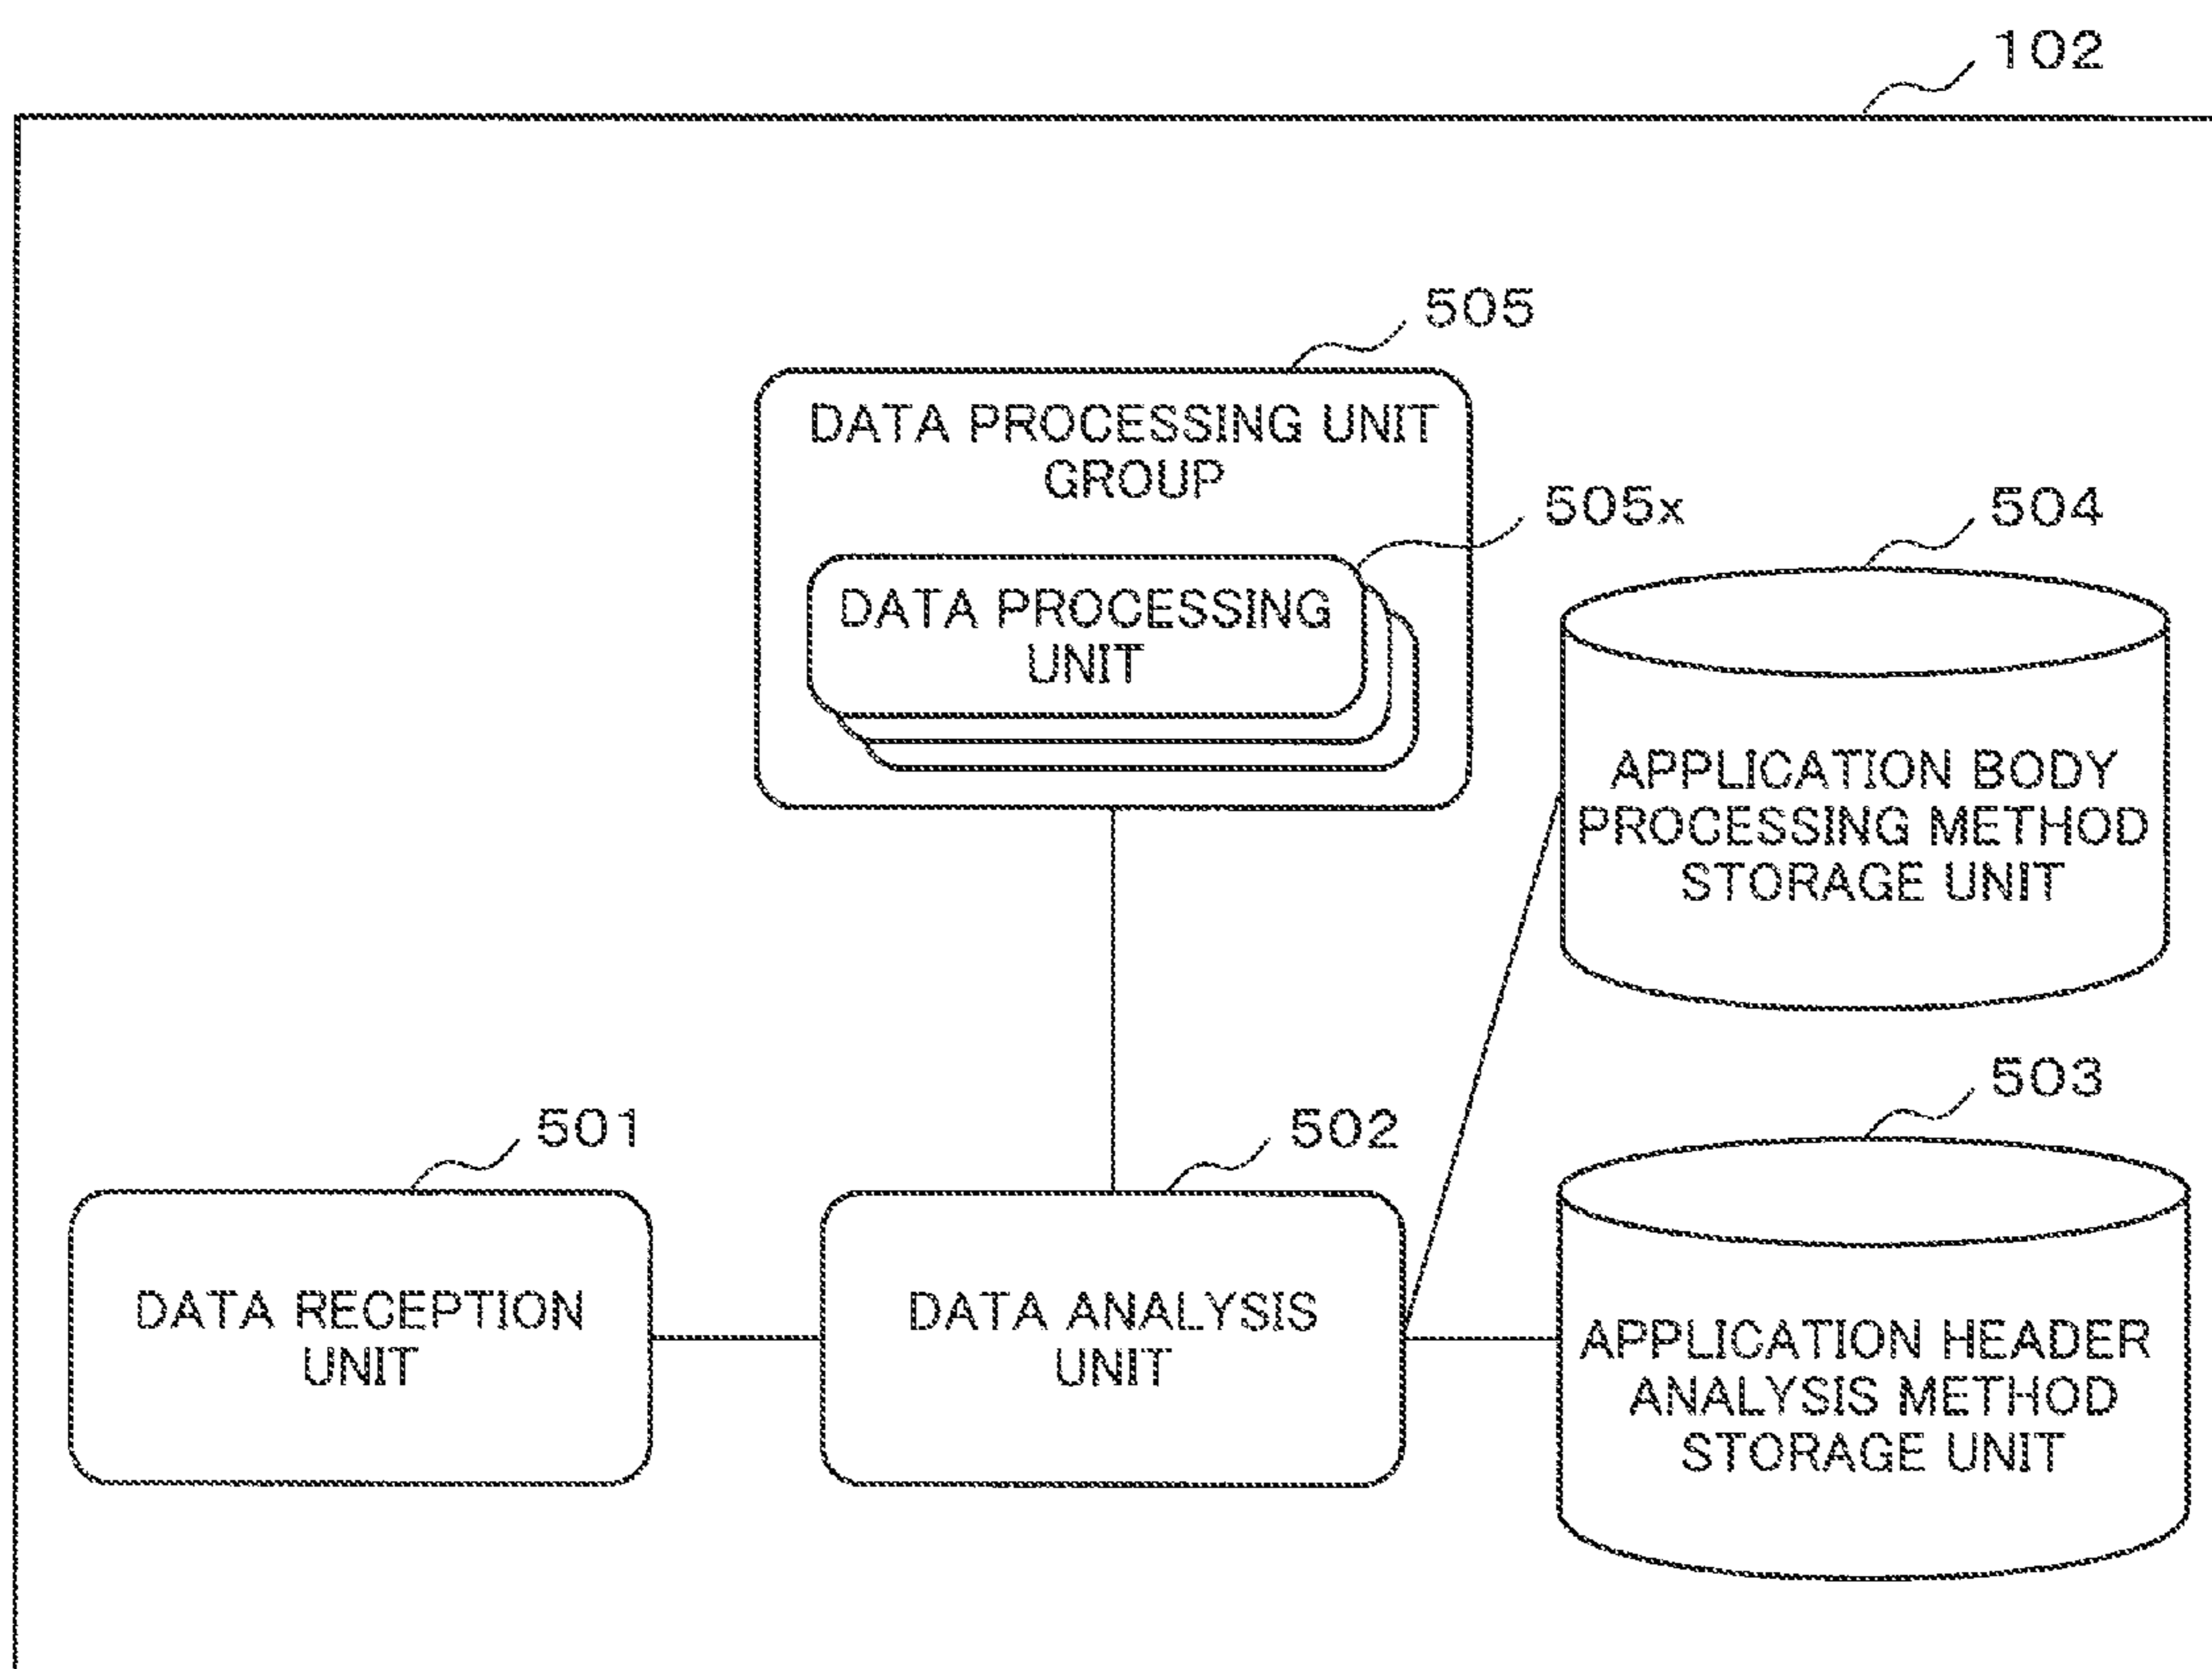 102
505
DATA PROCESSING UNIT
GROUP
505x
DATA PROCESSING
UNIT
504
APPLICATION BODY
PROCESSING METHOD
STORAGE UNIT
503
APPLICATION HEADER
ANALYSIS METHOD
STORAGE UNIT
501
DATA RECEPTION
UNIT
502
DATA ANALYSIS
UNIT